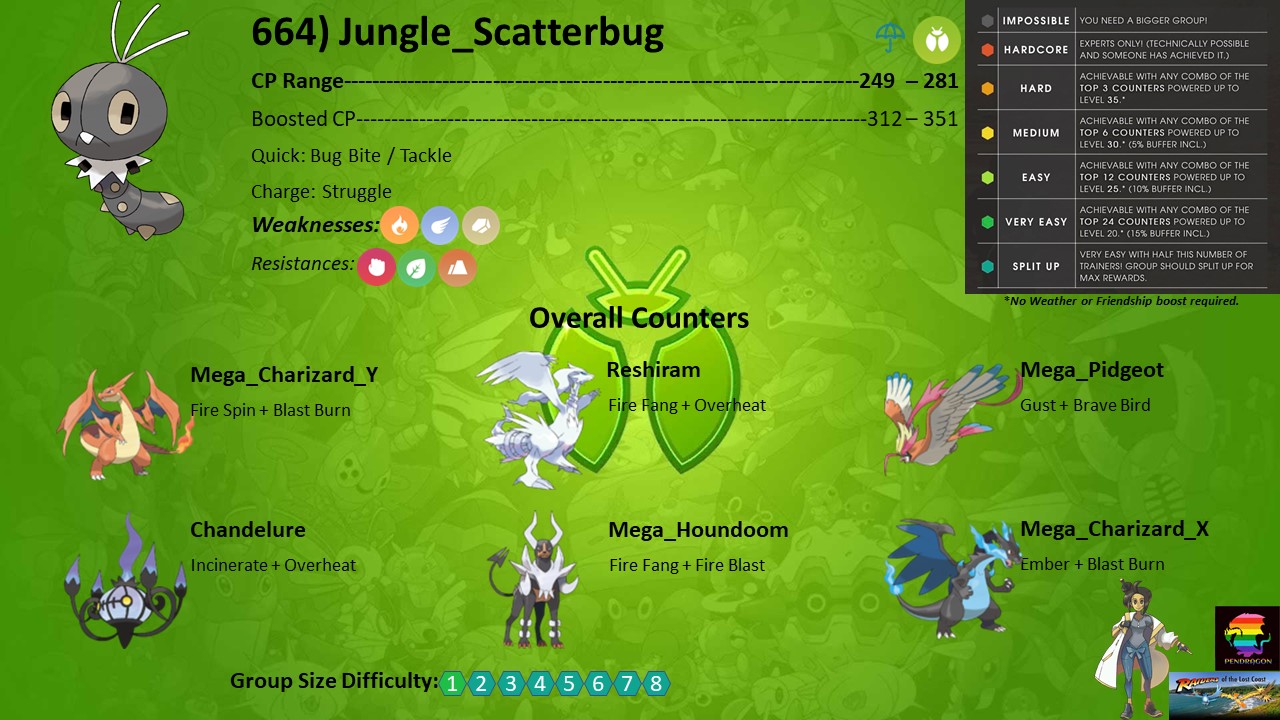 664) Jungle_Scatterbug
CP Range---------------------------------------------------------------------------249 – 281
Boosted CP--------------------------------------------------------------------------312 – 351
Quick: Bug Bite / Tackle
Charge: Struggle
Weaknesses:
Resistances:
IMPOSSIBLE YOU NEED A BIGGER GROUP!
HARDCORE EXPERTS ONLY! (TECHNICALLY POSSIBLE
AND SOMEONE HAS ACHIEVED IT.)
HARD ACHIEVABLE WITH ANY COMBO OF THE
TOP 3 COUNTERS POWERED UP TO
LEVEL 35.*
MEDIUM ACHIEVABLE WITH ANY COMBO OF THE
TOP 6 COUNTERS POWERED UP TO
LEVEL 30.* (5% BUFFER INCL.)
EASY ACHIEVABLE WITH ANY COMBO OF THE
TOP 12 COUNTERS POWERED UP TO
LEVEL 25.* (10% BUFFER INCL.)
VERY EASY ACHIEVABLE WITH ANY COMBO OF THE
TOP 24 COUNTERS POWERED UP TO
LEVEL 20.* (15% BUFFER INCL.)
SPLIT UP VERY EASY WITH HALF THIS NUMBER OF
TRAINERS! GROUP SHOULD SPLIT UP FOR
MAX REWARDS.
*No Weather or Friendship boost required.
Overall Counters
Mega_Charizard_Y
Fire Spin + Blast Burn
Reshiram
Fire Fang + Overheat
Mega_Pidgeot
Gust + Brave Bird
Chandelure
Incinerate + Overheat
Mega_Houndoom
Fire Fang + Fire Blast
Mega_Charizard_X
Ember + Blast Burn
Group Size Difficulty: 1 2 3 4 5 6 7 8
PENDRAGON
RAIDERS of the Lost Coast